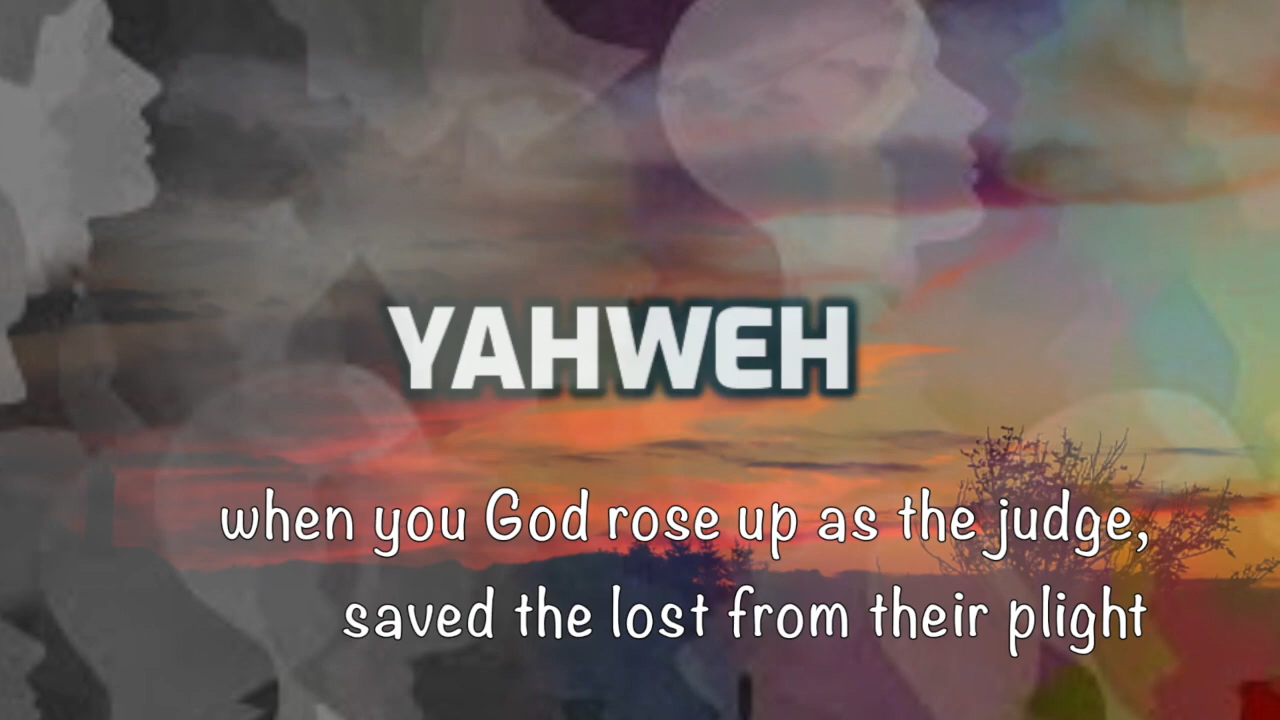 YAHWEH
when you God rose up as the judge,
saved the lost from their plight